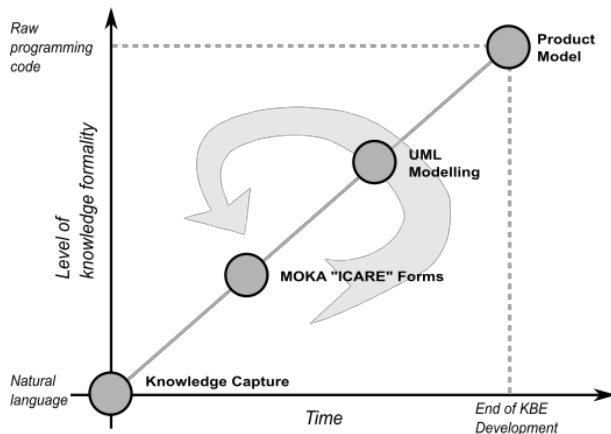 Raw
programming
code
Product
Model
UML
Modelling
Level of
knowledge formality
MOKA "ICARE" Forms
Natural
language
Knowledge Capture
Time
End of KBE
Development